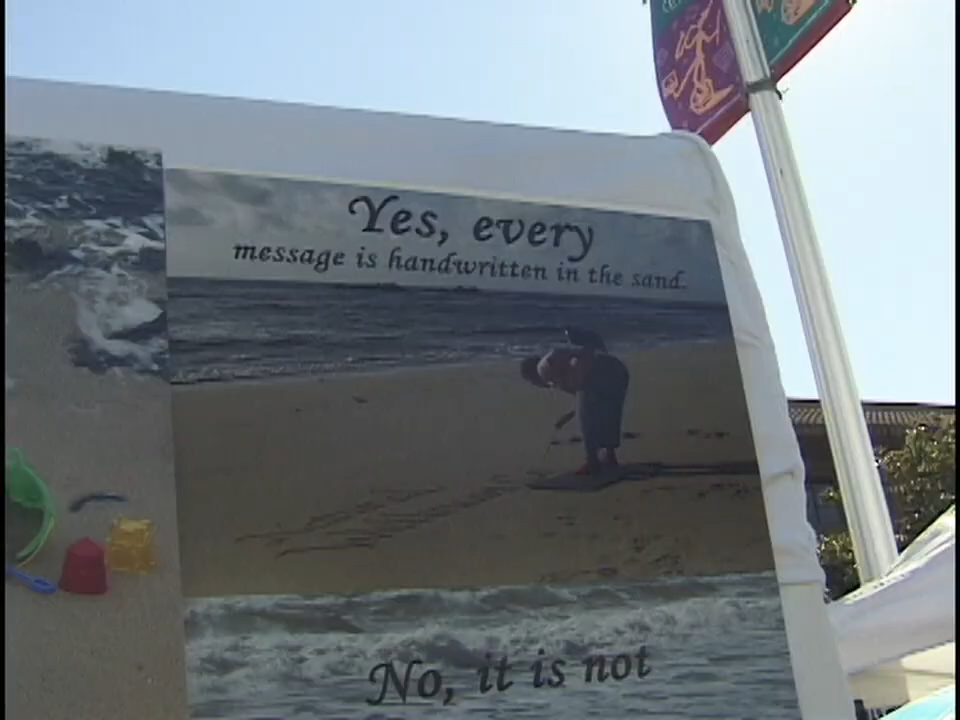 Yes, every
message is handwritten in the sand.
No, it is not